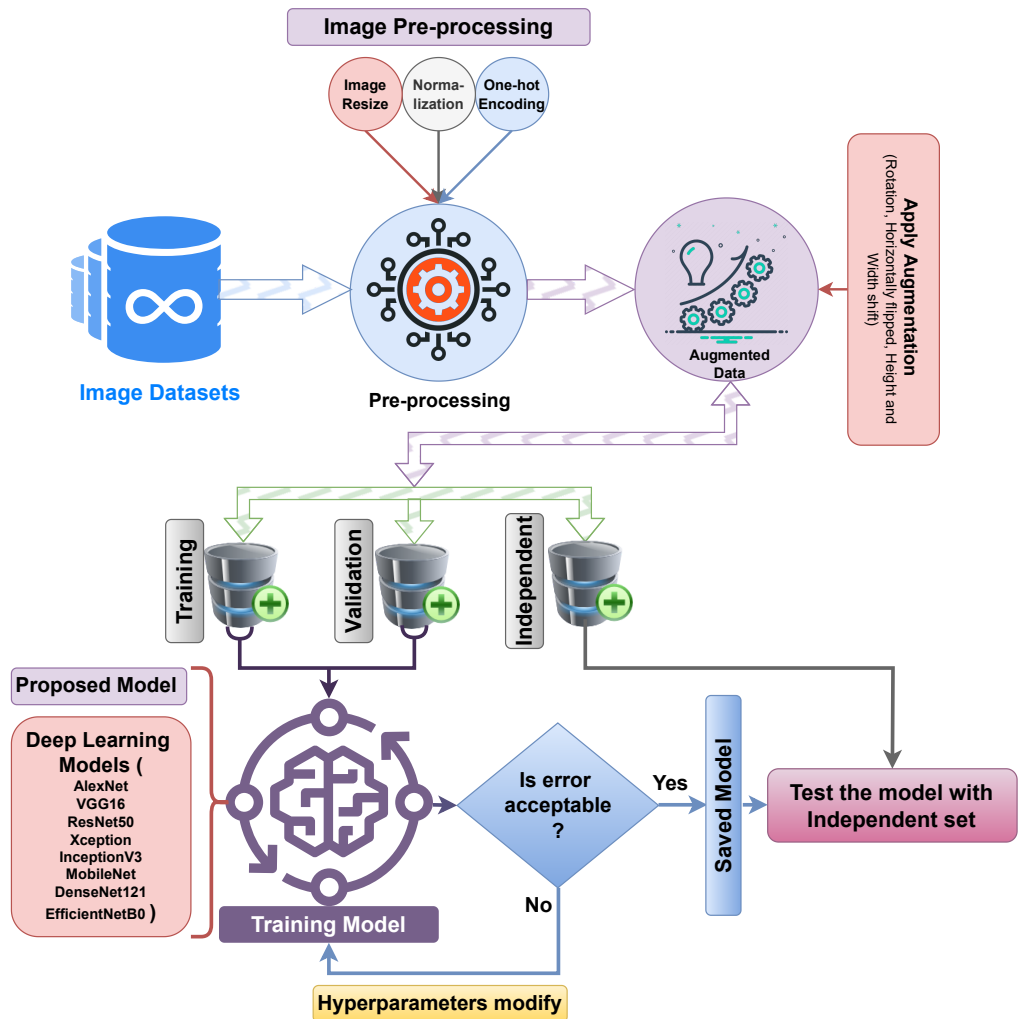 Image Pre-processing
Image
Resize
Norma-
lization
One-hot
Encoding
Apply Augmentation
(Rotation, Horizontally flipped, Height and
Width shift)
Image Datasets
Pre-processing
Augmented
Data
Training
Validation
Independent
Proposed Model
Deep Learning
Models (
AlexNet
VGG16
ResNet50
Xception
InceptionV3
MobileNet
DenseNet121
EfficientNetB0 )
Training Model
Is error
acceptable
?
Yes
No
Saved Model
Test the model with
Independent set
Hyperparameters modify